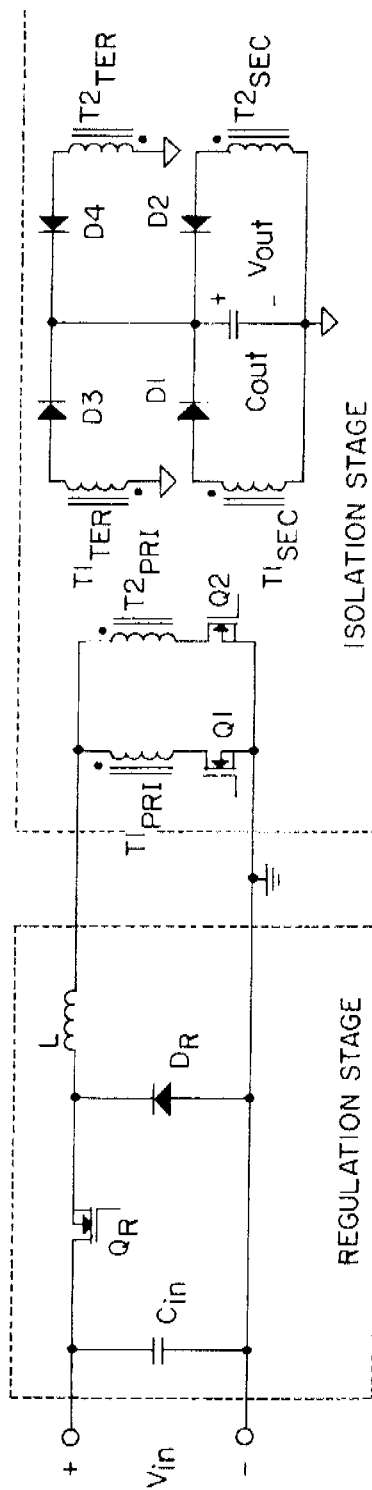 +
Vin
-
Cin
QR
DR
L
REGULATION STAGE
T1PRI
T2PRI
Q1
Q2
T1TER
D3
D4
T2TER
T1SEC
D1
D2
T2SEC
Cout
+
-
Vout
ISOLATION STAGE